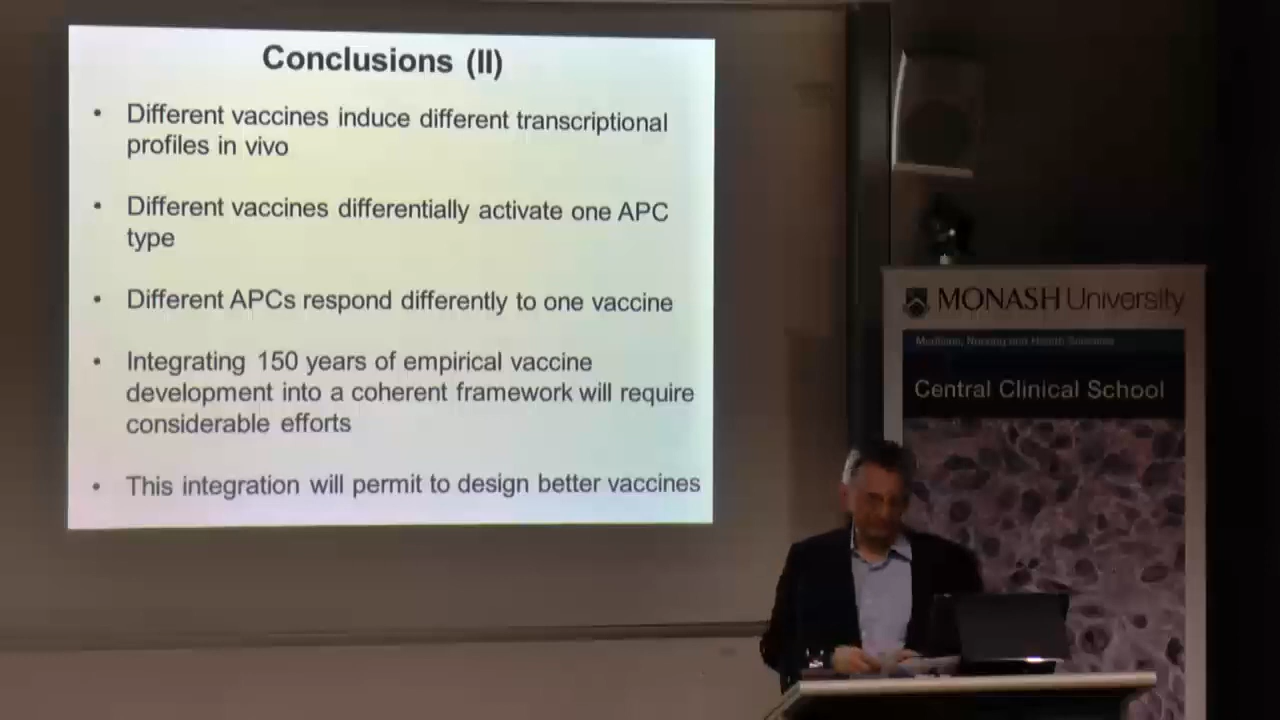 Conclusions (II)
• Different vaccines induce different transcriptional
profiles in vivo
• Different vaccines differentially activate one APC
type
• Different APCs respond differently to one vaccine
• Integrating 150 years of empirical vaccine
development into a coherent framework will require
considerable efforts
• This integration will permit to design better vaccines
MONASH University
Medicine, Nursing and Health Sciences
Central Clinical School